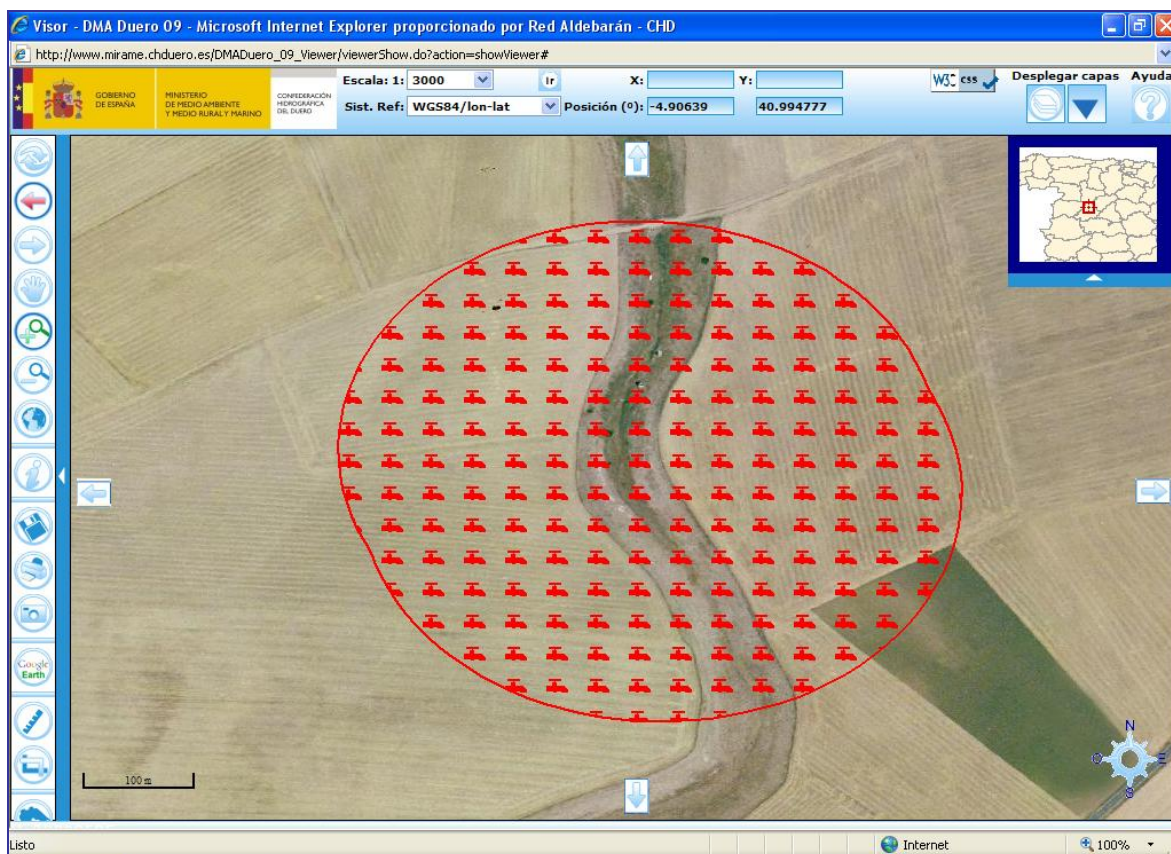 Visor - DMA Duero 09 - Microsoft Internet Explorer proporcionado por Red Aldebarán - CHD
http://www.mirame.chduero.es/DMADuero_09_Viewer/viewerShow.do?action=showViewer#
GOBIERNO DE ESPAÑA
MINISTERIO DE MEDIO AMBIENTE Y MEDIO RURAL Y MARINO
CONFEDERACIÓN HIDROGRÁFICA DEL DUERO
Escala: 1: 3000 Ir X: Y:
Sist. Ref: WGS84/lon-lat Posición (º): -4.90639 40.994777
W3C css
Desplegar capas Ayuda
Google Earth
100 m
N
O E
S
Listo Internet 100%